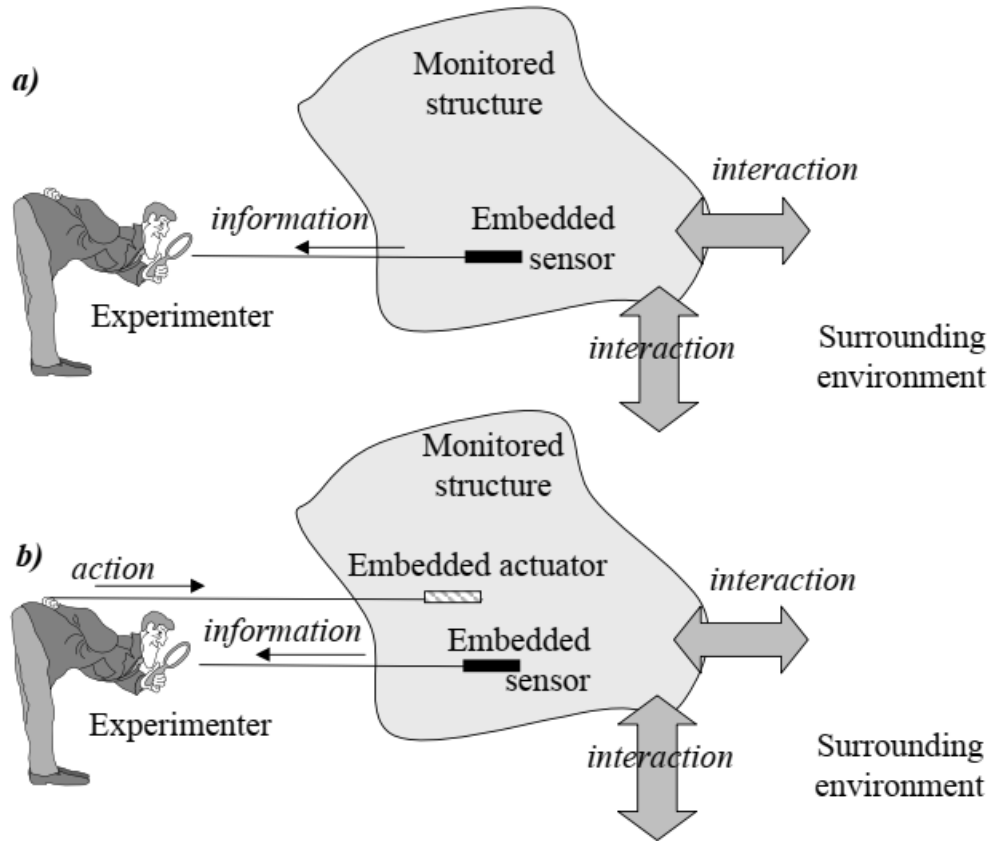 a)
Monitored
structure
interaction
information
Embedded
sensor
Experimenter
interaction
Surrounding
environment
Monitored
structure
b)
action
Embedded actuator
interaction
information
Embedded
sensor
Experimenter
interaction
Surrounding
environment